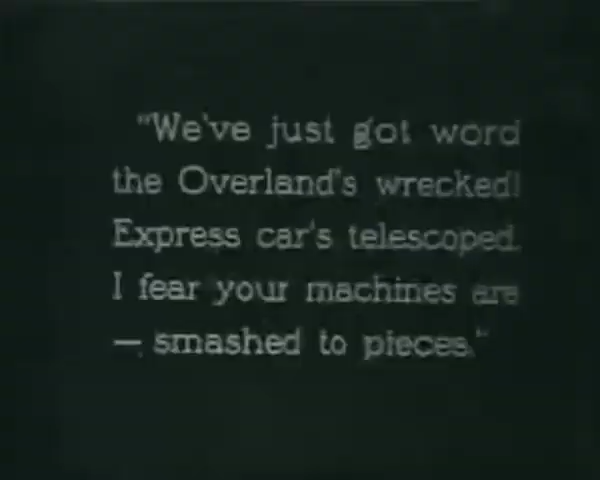 "We've just got word
the Overland's wrecked!
Express car's telescoped.
I fear your machines are
— smashed to pieces."